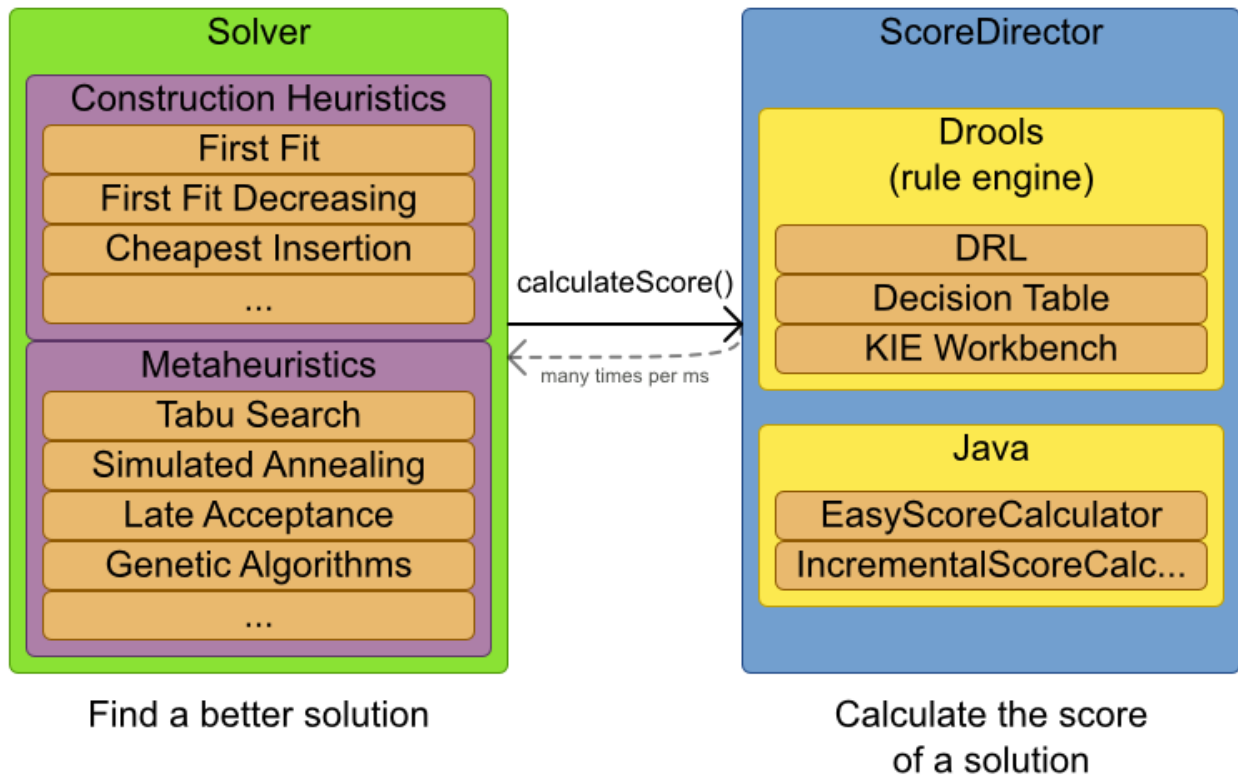 Solver
Construction Heuristics
First Fit
First Fit Decreasing
Cheapest Insertion
...
Metaheuristics
Tabu Search
Simulated Annealing
Late Acceptance
Genetic Algorithms
...
Find a better solution
calculateScore()
many times per ms
ScoreDirector
Drools
(rule engine)
DRL
Decision Table
KIE Workbench
Java
EasyScoreCalculator
IncrementalScoreCalc...
Calculate the score
of a solution